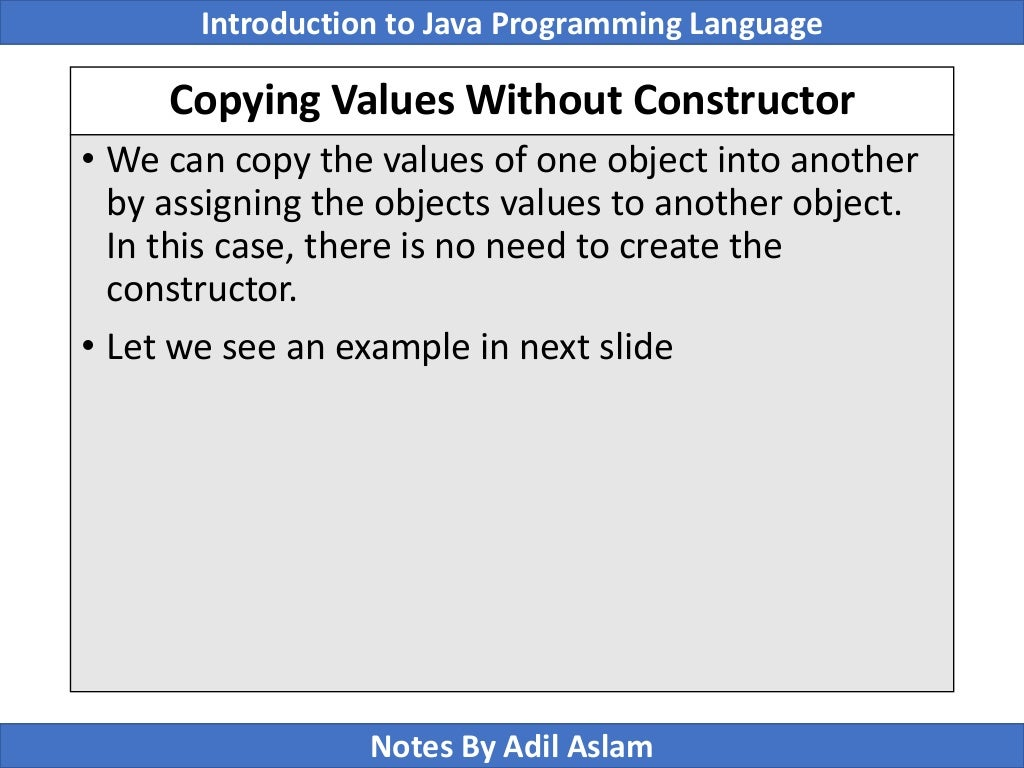 Introduction to Java Programming Language
Copying Values Without Constructor
• We can copy the values of one object into another
by assigning the objects values to another object.
In this case, there is no need to create the
constructor.
• Let we see an example in next slide
Notes By Adil Aslam